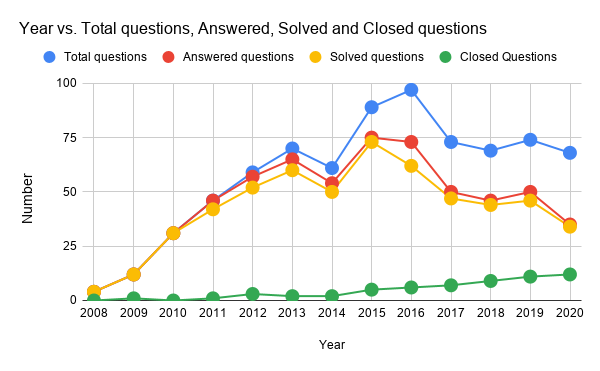 Year vs. Total questions, Answered, Solved and Closed questions
Total questions Answered questions Solved questions Closed Questions
100
75
50
25
0
Number
2008 2009 2010 2011 2012 2013 2014 2015 2016 2017 2018 2019 2020
Year